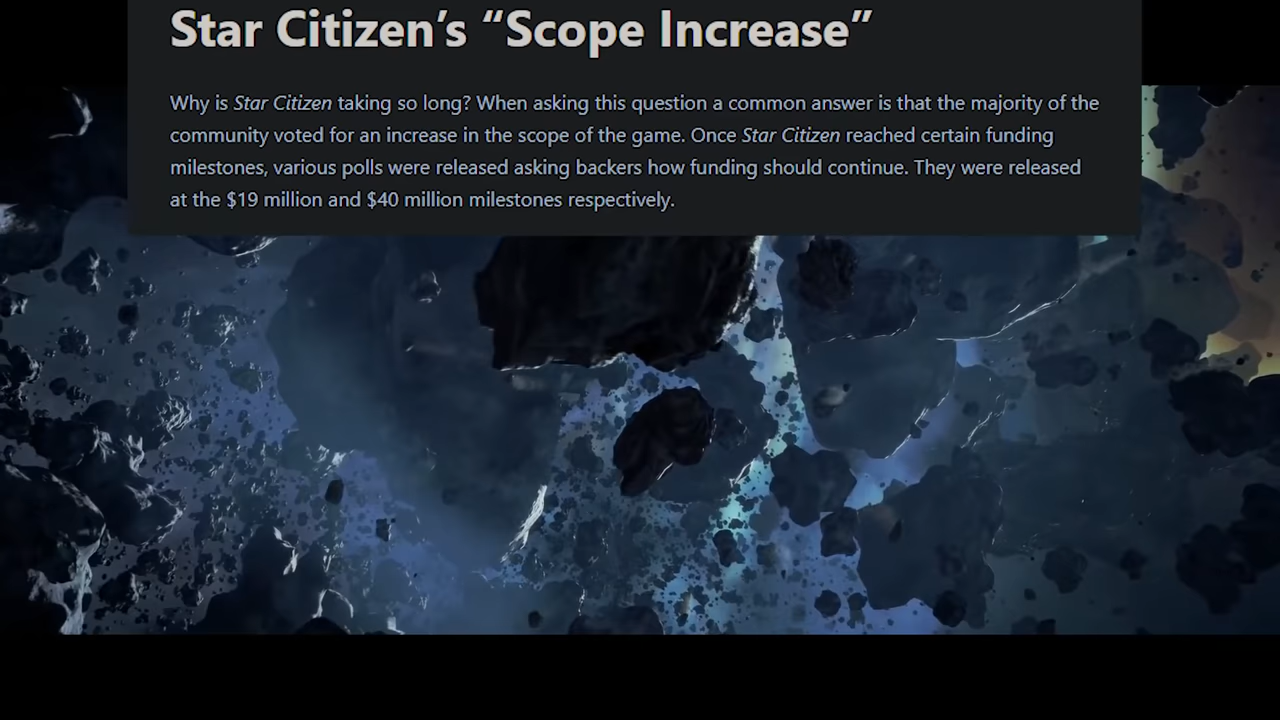 Star Citizen’s “Scope Increase”
Why is Star Citizen taking so long? When asking this question a common answer is that the majority of the
community voted for an increase in the scope of the game. Once Star Citizen reached certain funding
milestones, various polls were released asking backers how funding should continue. They were released
at the $19 million and $40 million milestones respectively.